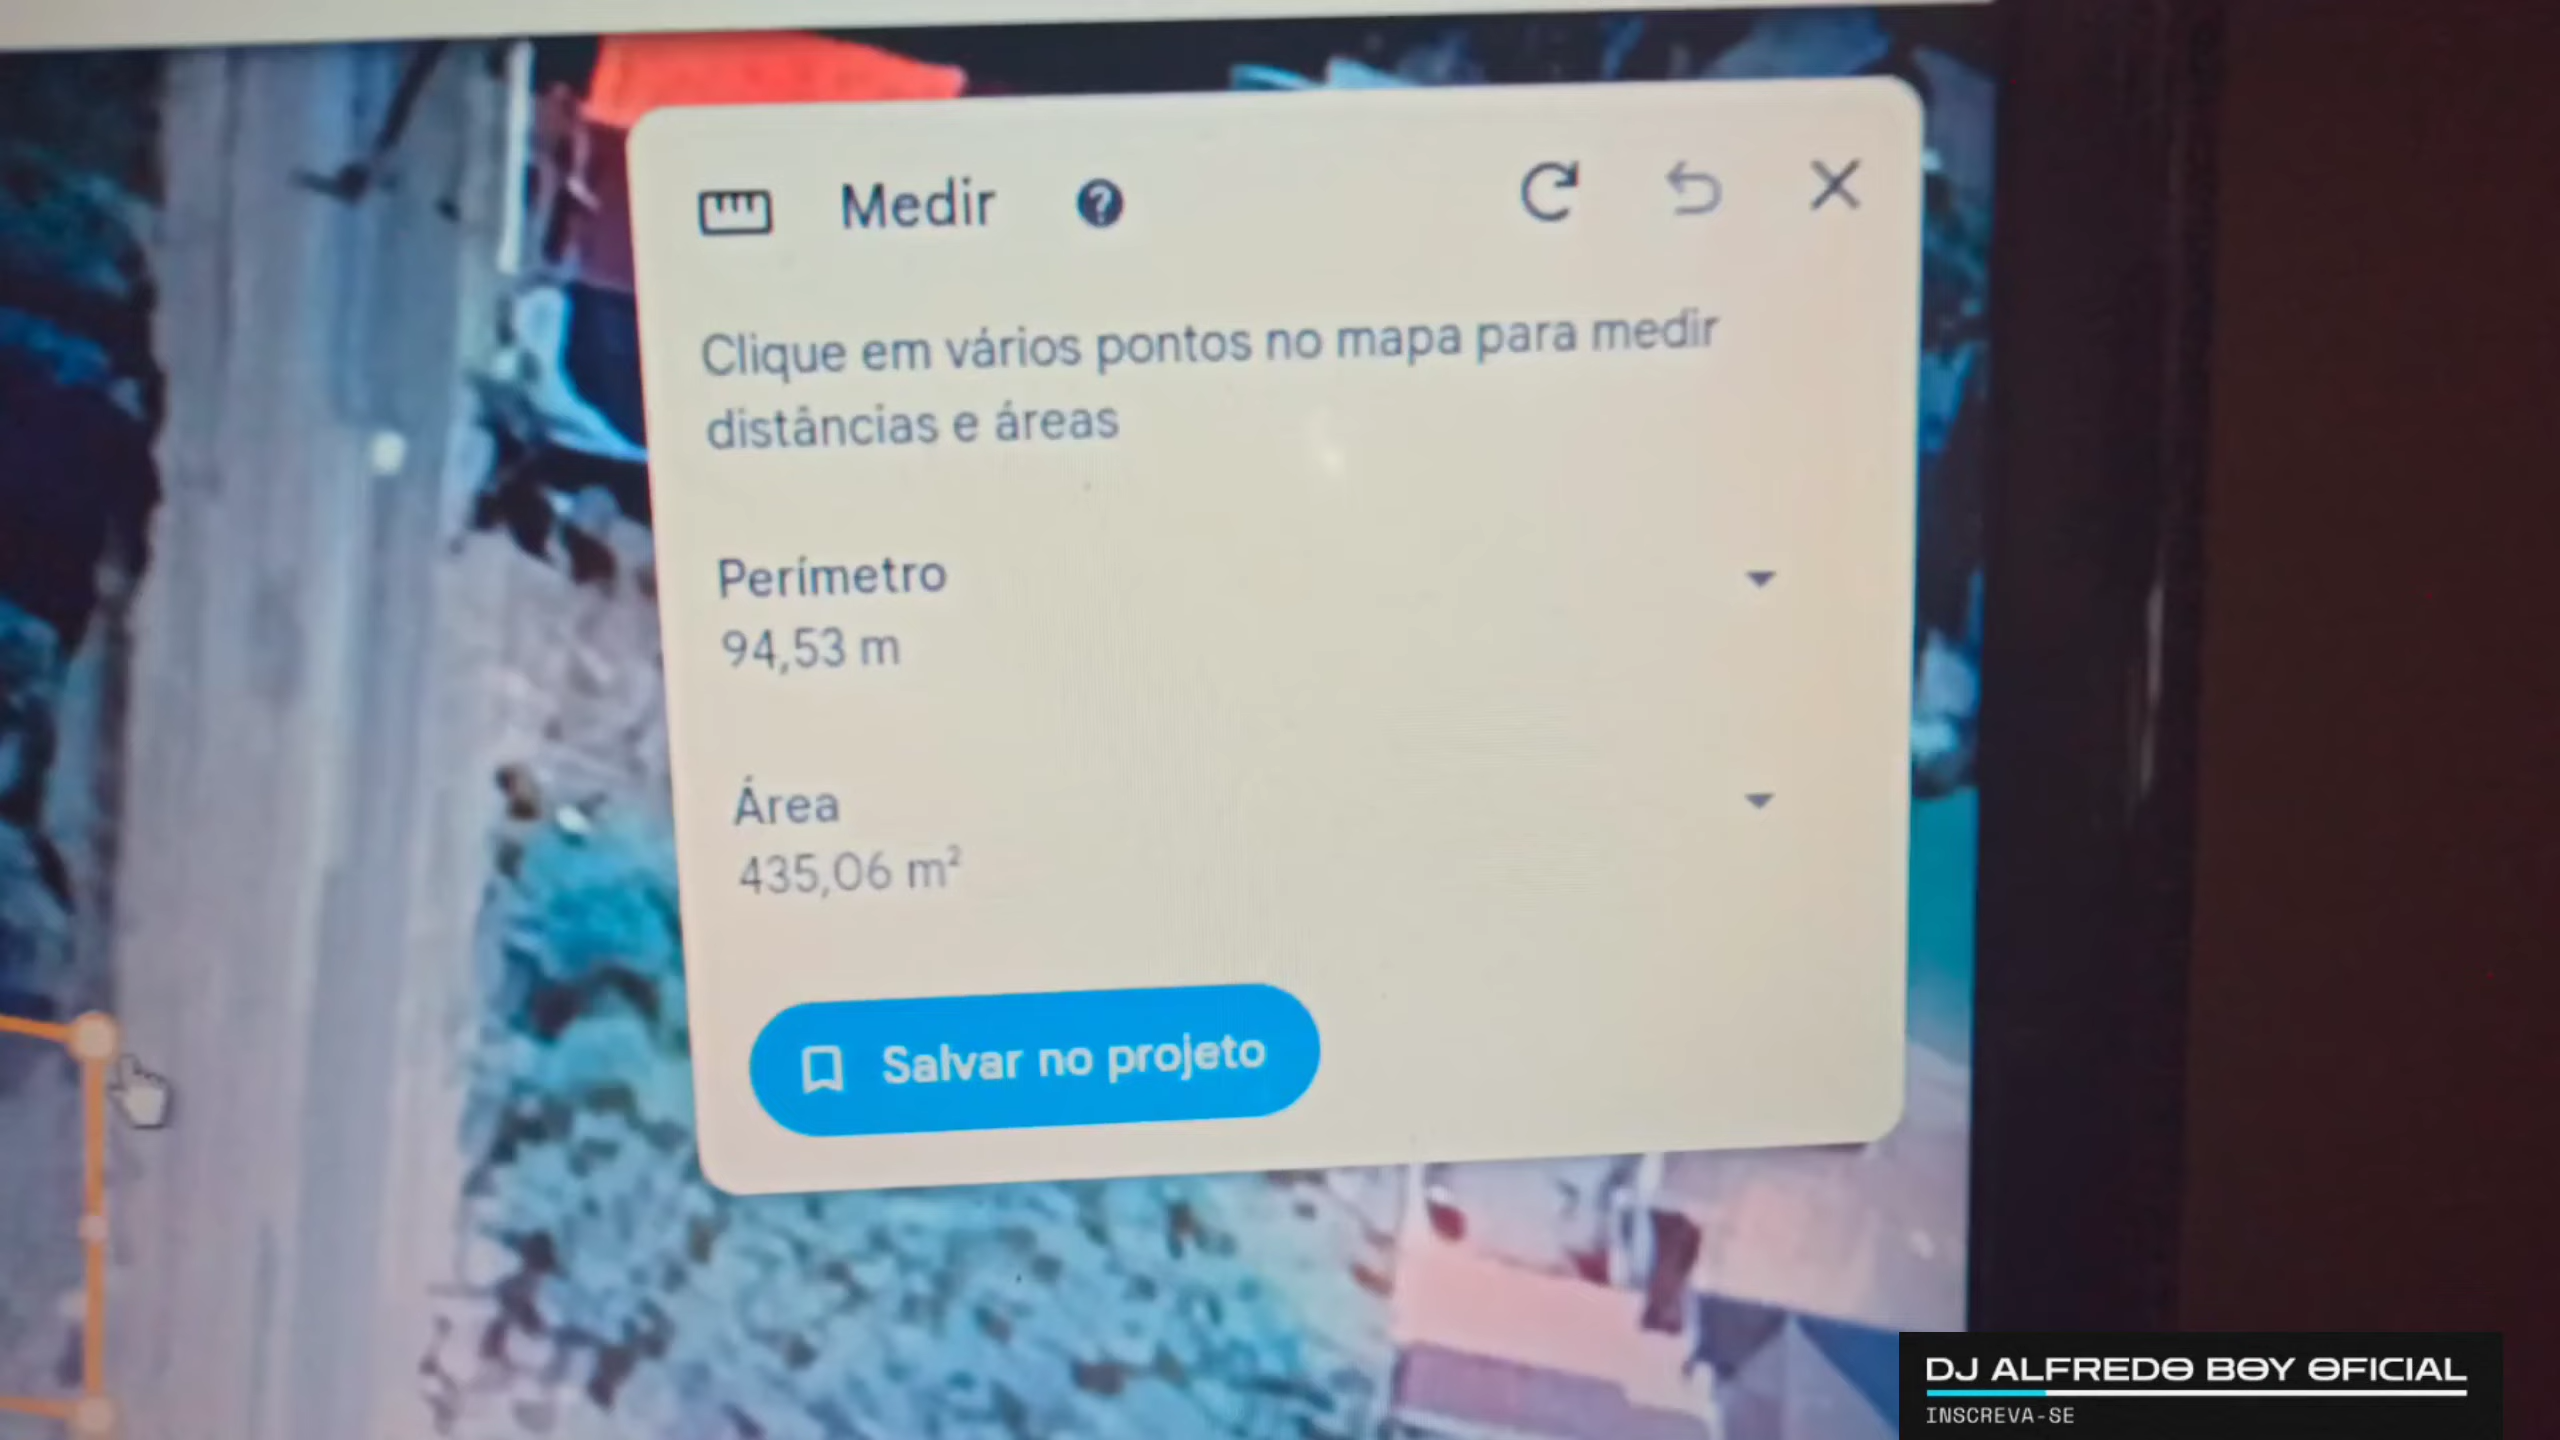 Medir
Clique em vários pontos no mapa para medir
distâncias e áreas
Perímetro
94,53 m
Área
435,06 m²
Salvar no projeto
DJ ALFREDO BOY OFICIAL
INSCREVA-SE